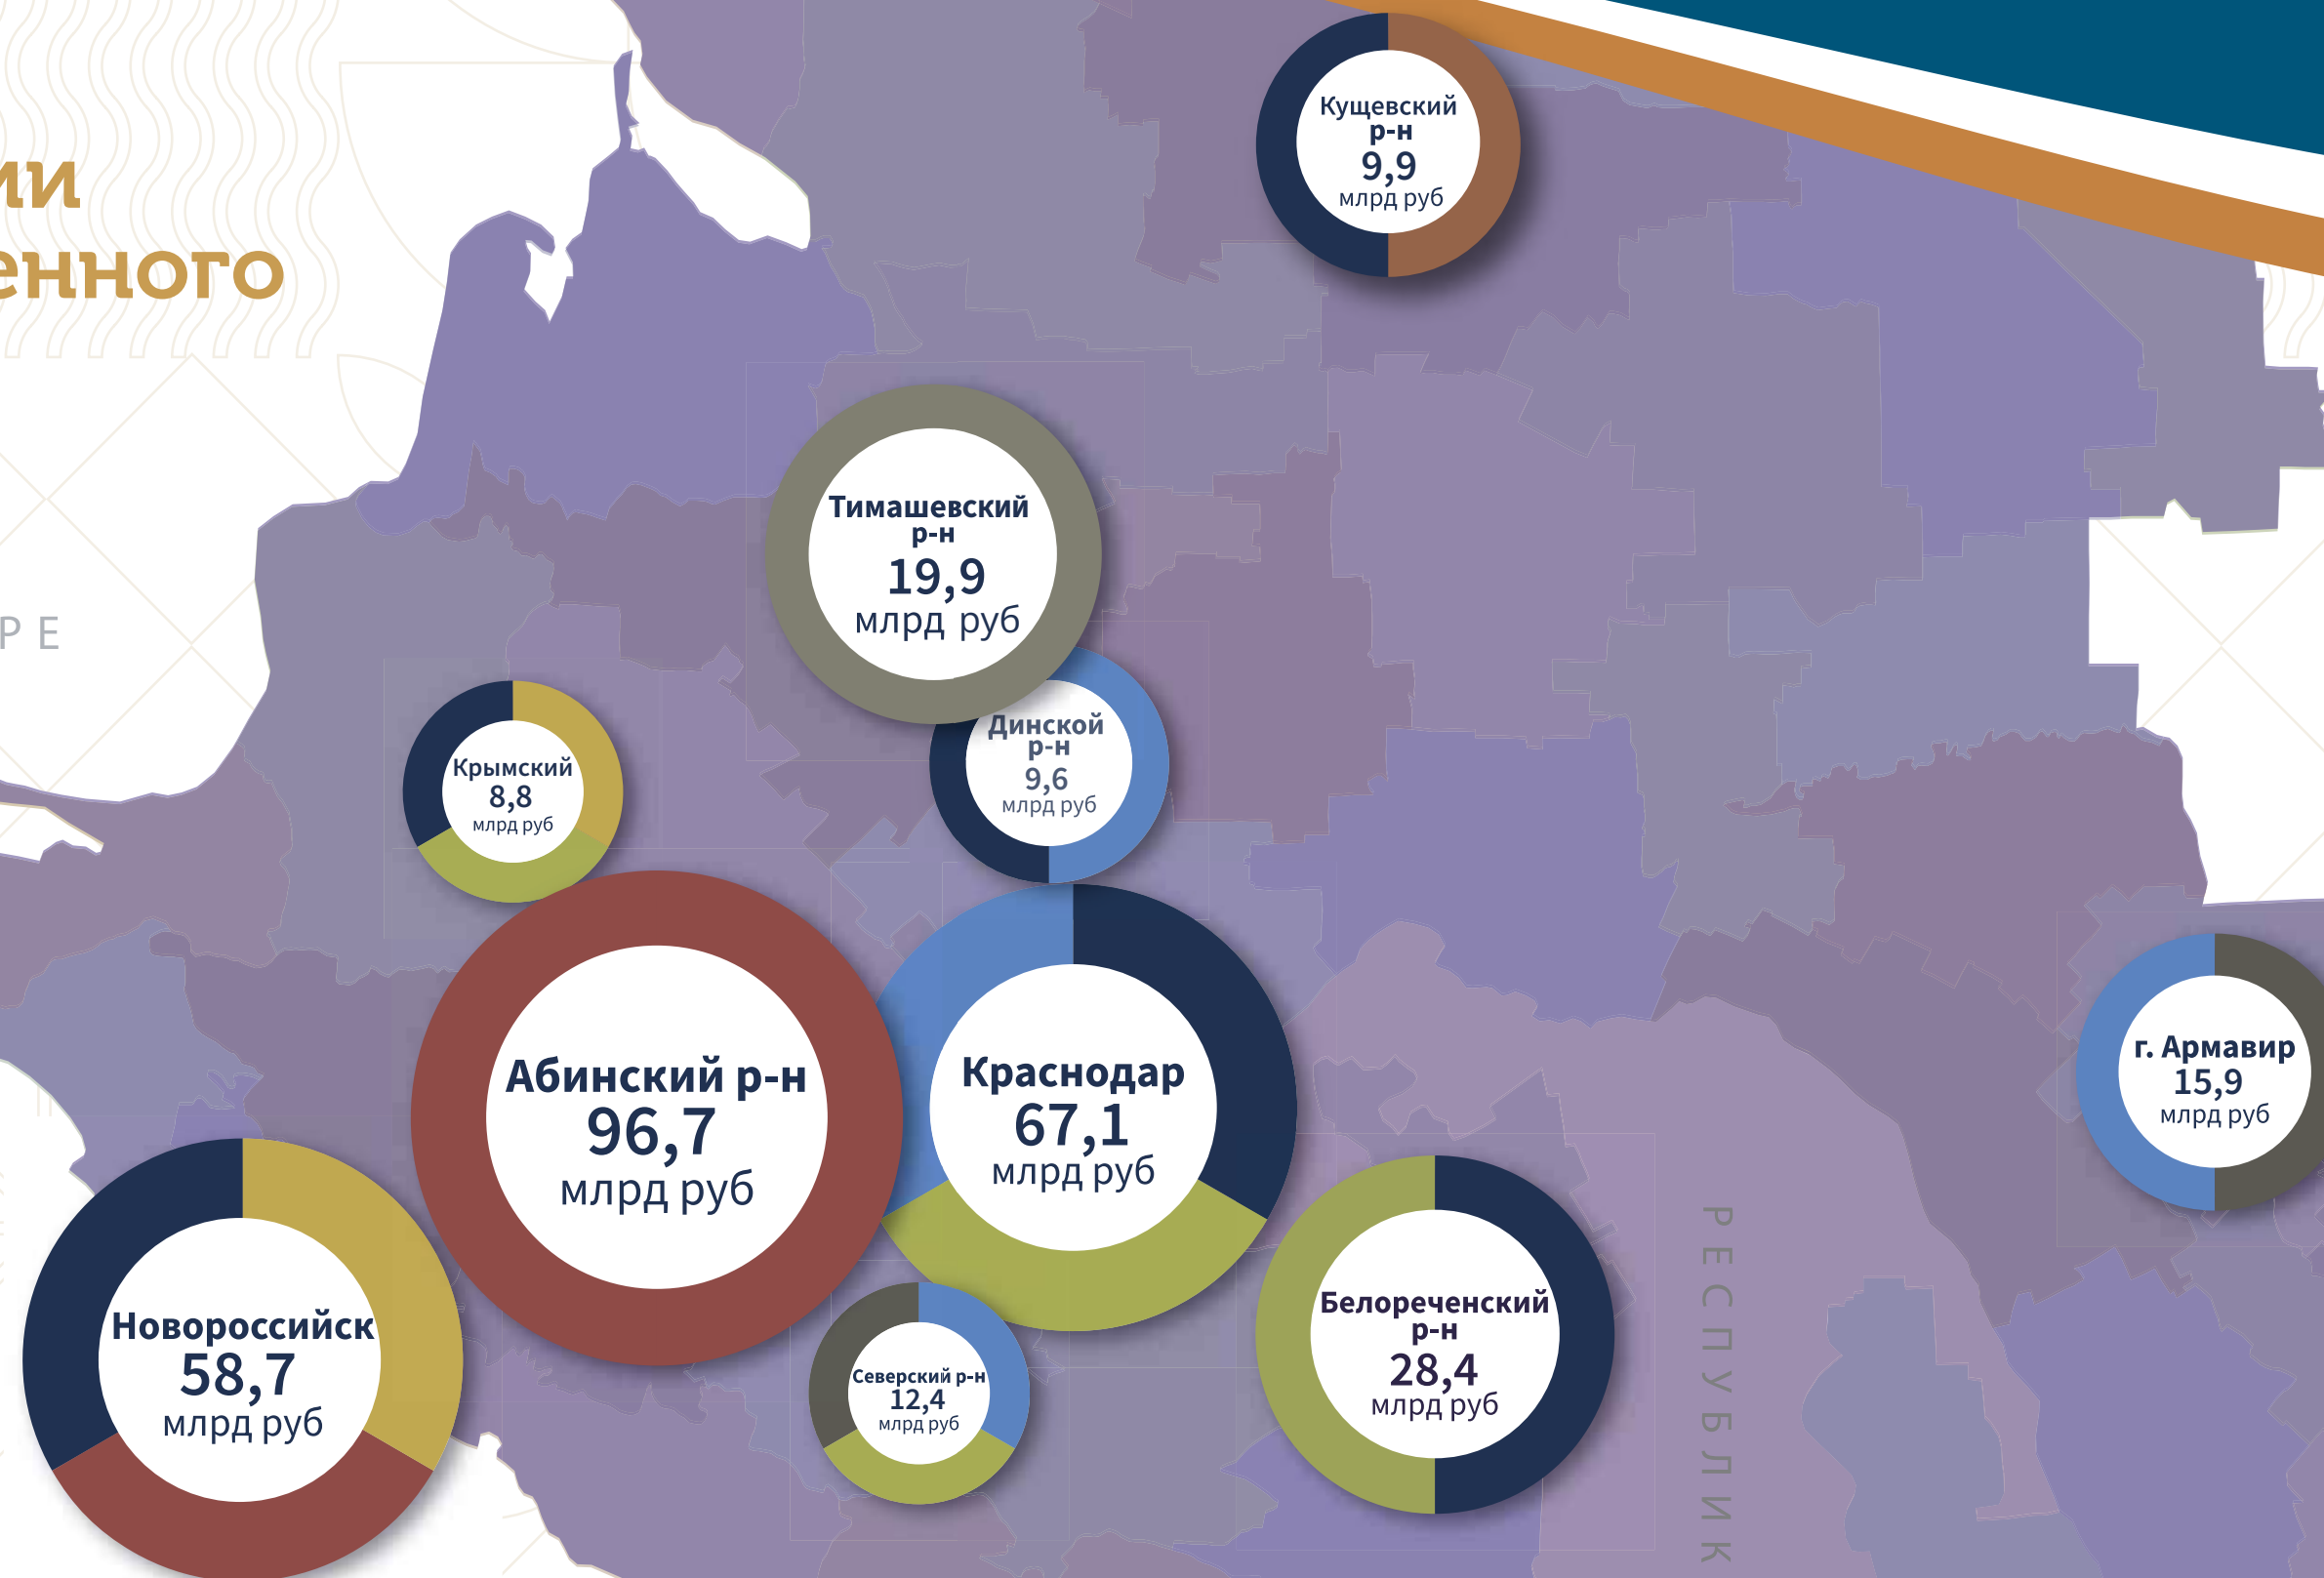 енного
РЕ
Кущевский
р-н
9,9
млрд руб
Тимашевский
р-н
19,9
млрд руб
Динской
р-н
9,6
млрд руб
Крымский
8,8
млрд руб
Абинский р-н
96,7
млрд руб
Краснодар
67,1
млрд руб
г. Армавир
15,9
млрд руб
Новороссийск
58,7
млрд руб
Северский р-н
12,4
млрд руб
Белореченский
р-н
28,4
млрд руб
РЕСПУБЛИК